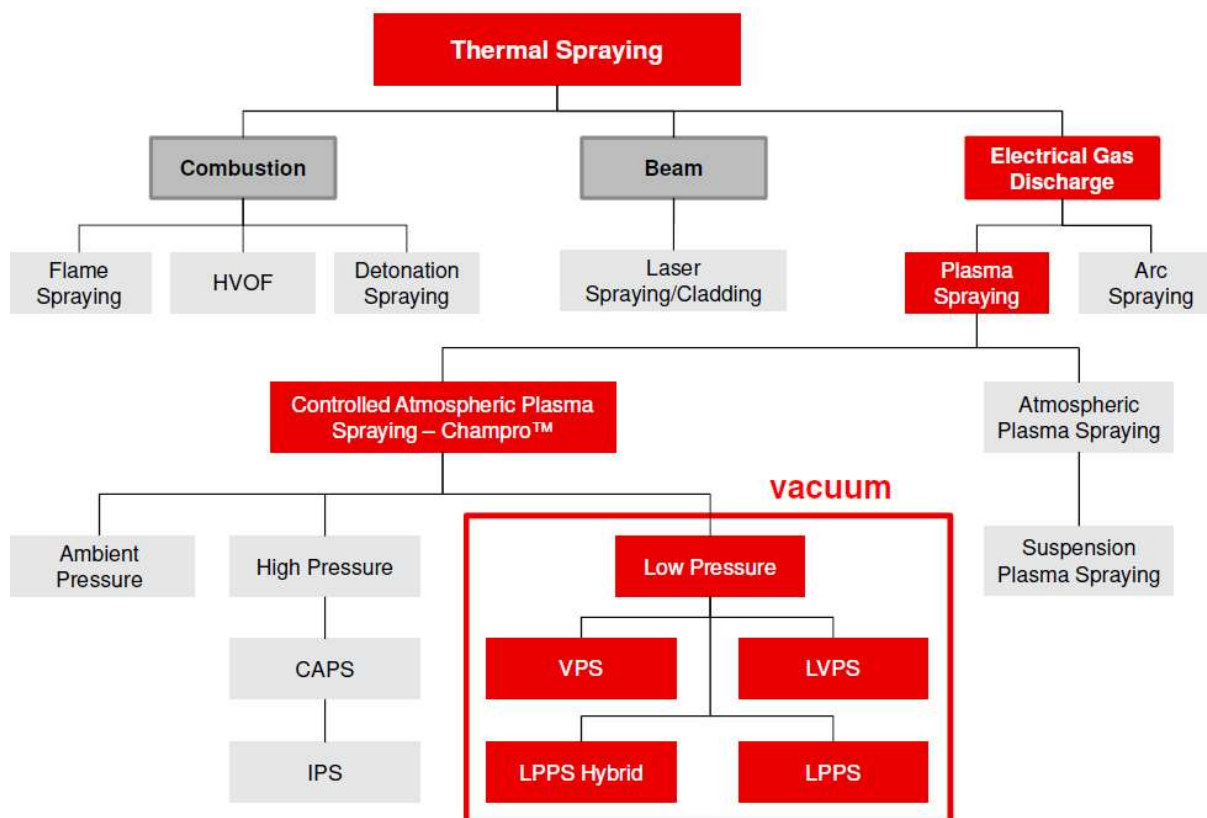 Thermal Spraying
Combustion
Beam
Electrical Gas
Discharge
Flame
Spraying
HVOF
Detonation
Spraying
Laser
Spraying/Cladding
Plasma
Spraying
Arc
Spraying
Controlled Atmospheric Plasma
Spraying – Champro™
Atmospheric
Plasma Spraying
vacuum
Ambient
Pressure
High Pressure
Low Pressure
Suspension
Plasma Spraying
CAPS
VPS
LVPS
IPS
LPPS Hybrid
LPPS